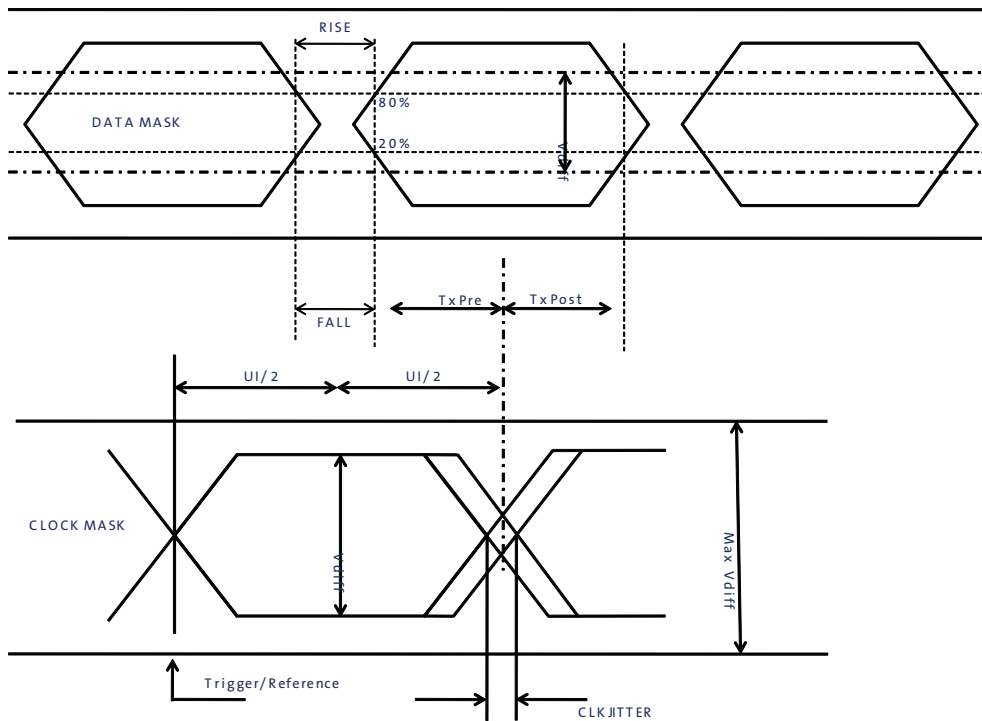 RISE
80%
DATA MASK
20%
Vdiff
TxPre
TxPost
FALL
UI/2
UI/2
CLOCK MASK
Vdiff
Max Vdiff
Trigger/Reference
CLKJITTER